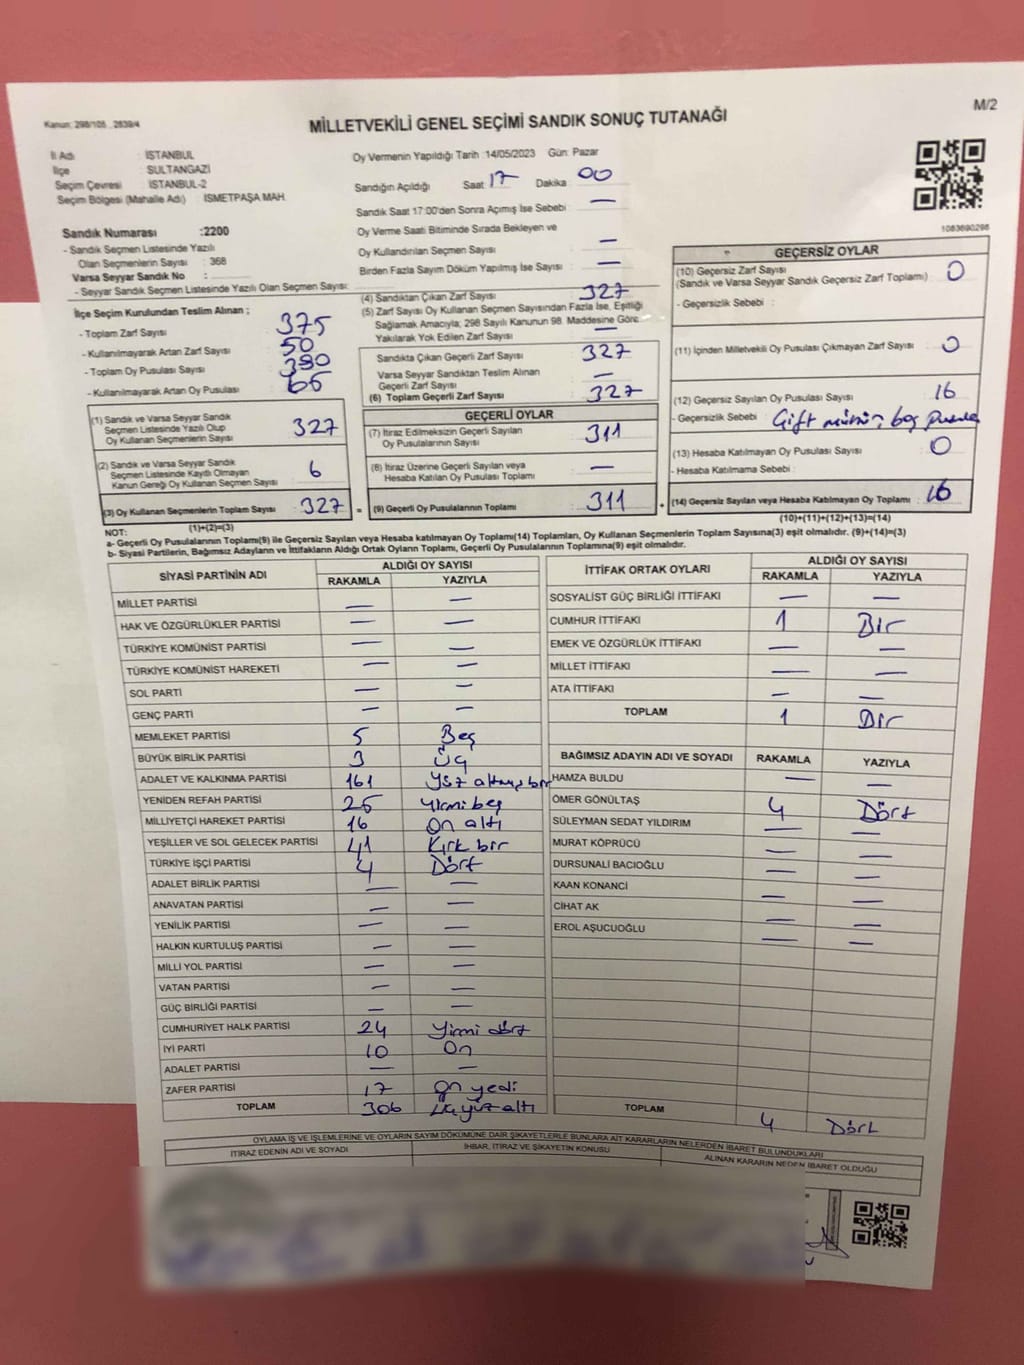 Kanun: 298/105 , 2839/4
M/2
MİLLETVEKİLİ GENEL SEÇİMİ SANDIK SONUÇ TUTANAĞI
İl Adı : İSTANBUL
İlçe : SULTANGAZİ
Seçim Çevresi : İSTANBUL-2
Seçim Bölgesi (Mahalle Adı) : İSMETPAŞA MAH.
Sandık Numarası :2200
- Sandık Seçmen Listesinde Yazılı
Olan Seçmenlerin Sayısı : 368
Varsa Seyyar Sandık No :
- Seyyar Sandık Seçmen Listesinde Yazılı Olan Seçmen Sayısı:
Oy Vermenin Yapıldığı Tarih :14/05/2023 Gün: Pazar
Sandığın Açıldığı Saat 17 Dakika 00
Sandık Saat 17:00'den Sonra Açılmış İse Sebebi : —
Oy Verme Saati Bitiminde Sırada Bekleyen ve
Oy Kullandırılan Seçmen Sayısı : —
Birden Fazla Sayım Döküm Yapılmış İse Sayısı : —
1083690298
İlçe Seçim Kurulundan Teslim Alınan ;
- Toplam Zarf Sayısı : 375
- Kullanılmayarak Artan Zarf Sayısı : 50
- Toplam Oy Pusulası Sayısı : 390
- Kullanılmayarak Artan Oy Pusulası : 65
(1) Sandık ve Varsa Seyyar Sandık
Seçmen Listesinde Yazılı Olup
Oy Kullanan Seçmenlerin Sayısı : 327
(2) Sandık ve Varsa Seyyar Sandık
Seçmen Listesinde Kayıtlı Olmayan
Kanun Gereği Oy Kullanan Seçmen Sayısı : 6
(3) Oy Kullanan Seçmenlerin Toplam Sayısı : 327
(1)+(2)=(3)
(4) Sandıktan Çıkan Zarf Sayısı : 327
(5) Zarf Sayısı Oy Kullanan Seçmen Sayısından Fazla İse, Eşitliği
Sağlamak Amacıyla; 298 Sayılı Kanunun 98. Maddesine Göre
Yakılarak Yok Edilen Zarf Sayısı : —
Sandıkta Çıkan Geçerli Zarf Sayısı : 327
Varsa Seyyar Sandıktan Teslim Alınan
Geçerli Zarf Sayısı : —
(6) Toplam Geçerli Zarf Sayısı : 327
GEÇERLİ OYLAR
(7) İtiraz Edilmeksizin Geçerli Sayılan
Oy Pusulalarının Sayısı : 311
(8) İtiraz Üzerine Geçerli Sayılan veya
Hesaba Katılan Oy Pusulası Toplamı : —
= (9) Geçerli Oy Pusulalarının Toplamı : 311
GEÇERSİZ OYLAR
(10) Geçersiz Zarf Sayısı
(Sandık ve Varsa Seyyar Sandık Geçersiz Zarf Toplamı) : 0
- Geçersizlik Sebebi :
(11) İçinden Milletvekili Oy Pusulası Çıkmayan Zarf Sayısı : 0
(12) Geçersiz Sayılan Oy Pusulası Sayısı : 16
- Geçersizlik Sebebi : Çift mühür, boş pusula
(13) Hesaba Katılmayan Oy Pusulası Sayısı : 0
- Hesaba Katılmama Sebebi :
+ (14) Geçersiz Sayılan veya Hesaba Katılmayan Oy Toplamı : 16
(10)+(11)+(12)+(13)=(14)
NOT:
a- Geçerli Oy Pusulalarının Toplamı(9) ile Geçersiz Sayılan veya Hesaba katılmayan Oy Toplamı(14) Toplamları, Oy Kullanan Seçmenlerin Toplam Sayısına(3) eşit olmalıdır. (9)+(14)=(3)
b- Siyasi Partilerin, Bağımsız Adayların ve İttifakların Aldığı Ortak Oyların Toplamı, Geçerli Oy Pusulalarının Toplamına(9) eşit olmalıdır.
SİYASİ PARTİNİN ADI ALDIĞI OY SAYISI
RAKAMLA YAZIYLA
MİLLET PARTİSİ — —
HAK VE ÖZGÜRLÜKLER PARTİSİ — —
TÜRKİYE KOMÜNİST PARTİSİ — —
TÜRKİYE KOMÜNİST HAREKETİ — —
SOL PARTİ — —
GENÇ PARTİ — —
MEMLEKET PARTİSİ 5 Beş
BÜYÜK BİRLİK PARTİSİ 3 Üç
ADALET VE KALKINMA PARTİSİ 161 Yüz altmış bir
YENİDEN REFAH PARTİSİ 25 Yirmi beş
MİLLİYETÇİ HAREKET PARTİSİ 16 On altı
YEŞİLLER VE SOL GELECEK PARTİSİ 41 Kırk bir
TÜRKİYE İŞÇİ PARTİSİ 4 Dört
ADALET BİRLİK PARTİSİ — —
ANAVATAN PARTİSİ — —
YENİLİK PARTİSİ — —
HALKIN KURTULUŞ PARTİSİ — —
MİLLİ YOL PARTİSİ — —
VATAN PARTİSİ — —
GÜÇ BİRLİĞİ PARTİSİ — —
CUMHURİYET HALK PARTİSİ 24 Yirmi dört
İYİ PARTİ 10 On
ADALET PARTİSİ — —
ZAFER PARTİSİ 17 On yedi
TOPLAM 306 Üç yüz altı
İTTİFAK ORTAK OYLARI ALDIĞI OY SAYISI
RAKAMLA YAZIYLA
SOSYALİST GÜÇ BİRLİĞİ İTTİFAKI — —
CUMHUR İTTİFAKI 1 Bir
EMEK VE ÖZGÜRLÜK İTTİFAKI — —
MİLLET İTTİFAKI — —
ATA İTTİFAKI — —
TOPLAM 1 Bir
BAĞIMSIZ ADAYIN ADI VE SOYADI RAKAMLA YAZIYLA
HAMZA BULDU — —
ÖMER GÖNÜLTAŞ 4 Dört
SÜLEYMAN SEDAT YILDIRIM — —
MURAT KÖPRÜCÜ — —
DURSUNALİ BACIOĞLU — —
KAAN KONANCİ — —
CİHAT AK — —
EROL AŞUCUOĞLU — —
TOPLAM 4 Dört
OYLAMA İŞ VE İŞLEMLERİNE VE OYLARIN SAYIM DÖKÜMÜNE DAİR ŞİKAYETLERLE BUNLARA AİT KARARLARIN NELERDEN İBARET BULUNDUKLARI
İTİRAZ EDENİN ADI VE SOYADI İHBAR, İTİRAZ VE ŞİKAYETİN KONUSU ALINAN KARARIN NEDEN İBARET OLDUĞU